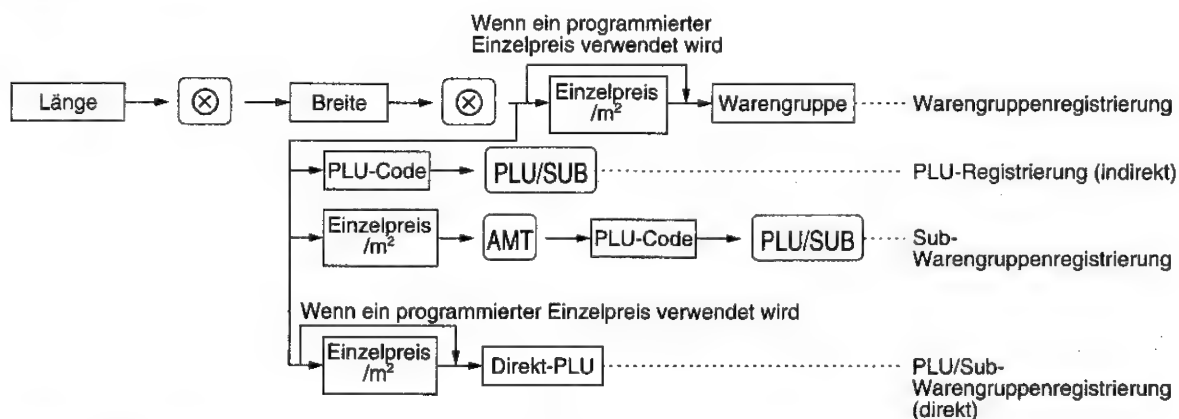 Wenn ein programmierter
Einzelpreis verwendet wird
Länge ⊗ Breite ⊗ Einzelpreis
/m² Warengruppe Warengruppenregistrierung
PLU-Code PLU/SUB PLU-Registrierung (indirekt)
Einzelpreis
/m² AMT PLU-Code PLU/SUB Sub-
Warengruppenregistrierung
Wenn ein programmierter Einzelpreis verwendet wird
Einzelpreis
/m² Direkt-PLU PLU/Sub-
Warengruppenregistrierung
(direkt)